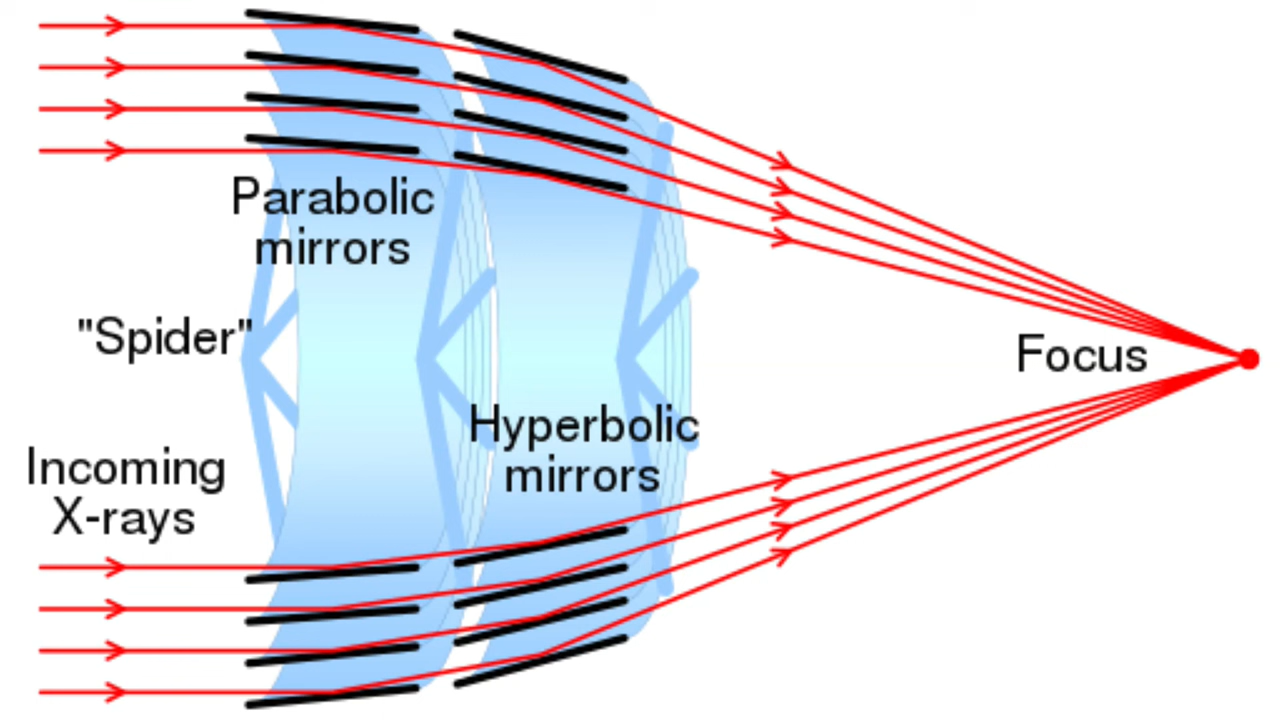 Parabolic
mirrors
"Spider"
Focus
Hyperbolic
mirrors
Incoming
X-rays